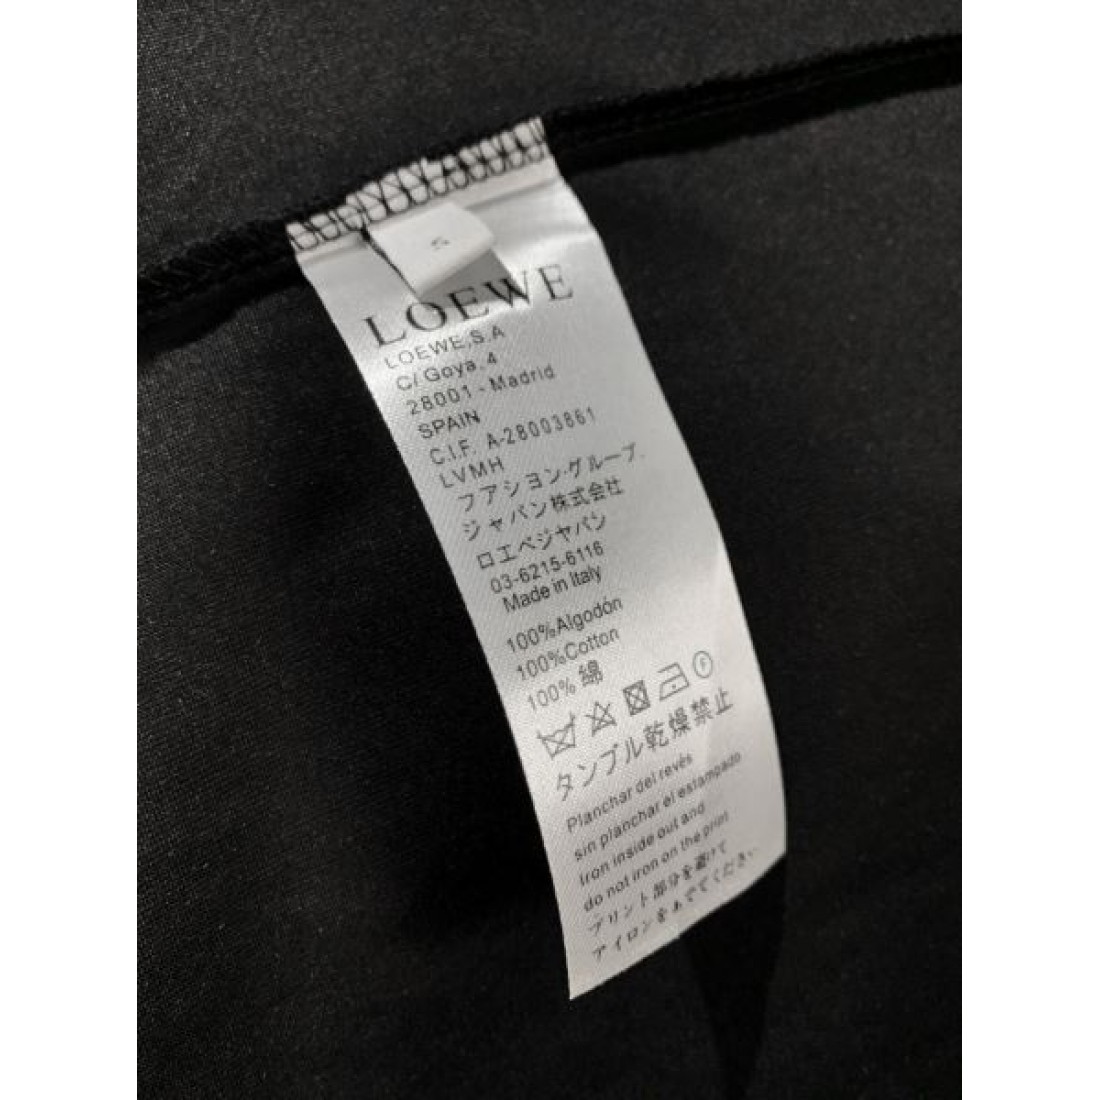 S
LOEWE
LOEWE,S.A
C/ Goya, 4
28001 - Madrid
SPAIN
C.I.F. A-28003861
LVMH
フアシヨン·グループ.
ジャパン株式会社
ロエベジヤパン
03-6215-6116
Made in Italy
100%Algodón
100%Cotton
100% 綿
F
タンブル乾燥禁止
Planchar del revés
sin planchar el estampado
Iron inside out and
do not iron on the print
プリント部分を避けて
アイロンをあててください